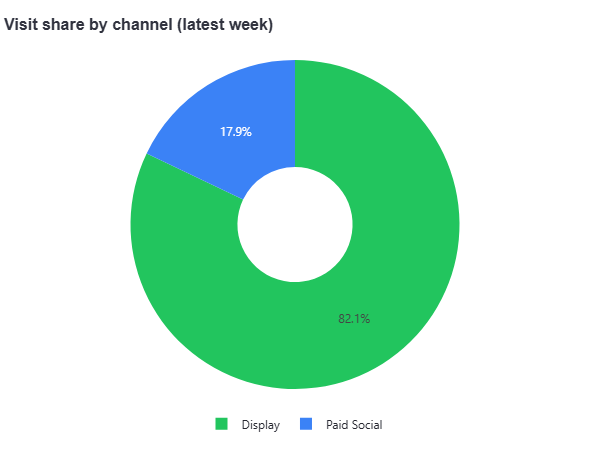 Visit share by channel (latest week)
17.9%
82.1%
Display Paid Social